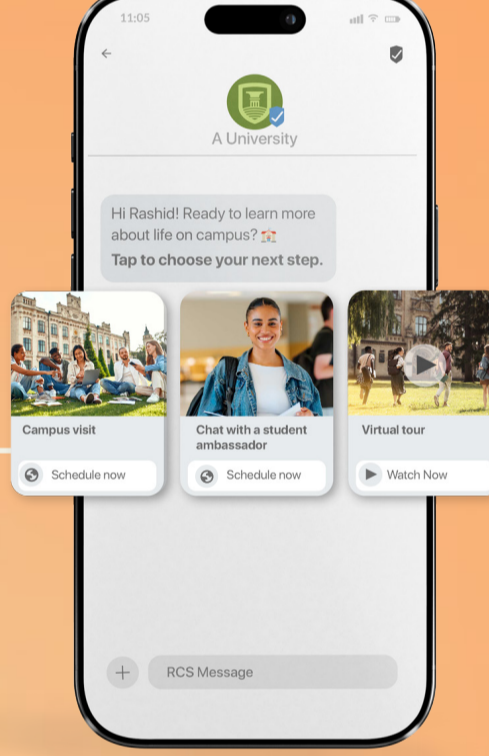 11:05
A University
Hi Rashid! Ready to learn more
about life on campus? 🏫
Tap to choose your next step.
Campus visit
Schedule now
Chat with a student
ambassador
Schedule now
Virtual tour
Watch Now
RCS Message